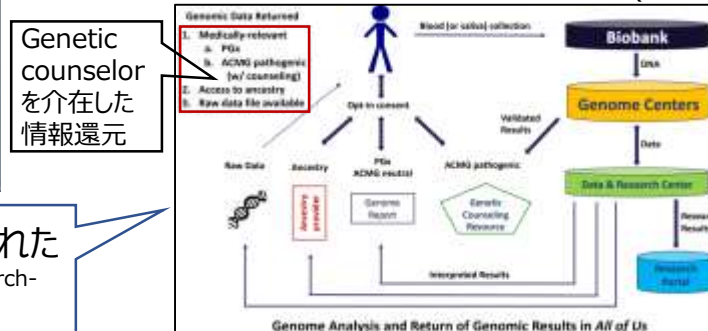 Genetic
counselor
を介在した
情報還元
れた
rch-
Genomic Data Returned
1. Medically-relevant
a. PGx
b. ACMG pathogenic
(w/ counseling)
2. Access to ancestry
3. Raw data file available
Blood (or saliva) collection
Biobank
DNA
Genome Centers
Opt-in consent
Validated
Results
Data
Raw Data
Ancestry
PGx
ACMG neutral
ACMG pathogenic
Data & Research Center
Ancestry
provider
Genome
Report
Genetic
Counseling
Resource
Results
Research
Portal
Interpreted Results
Genome Analysis and Return of Genomic Results in All of Us